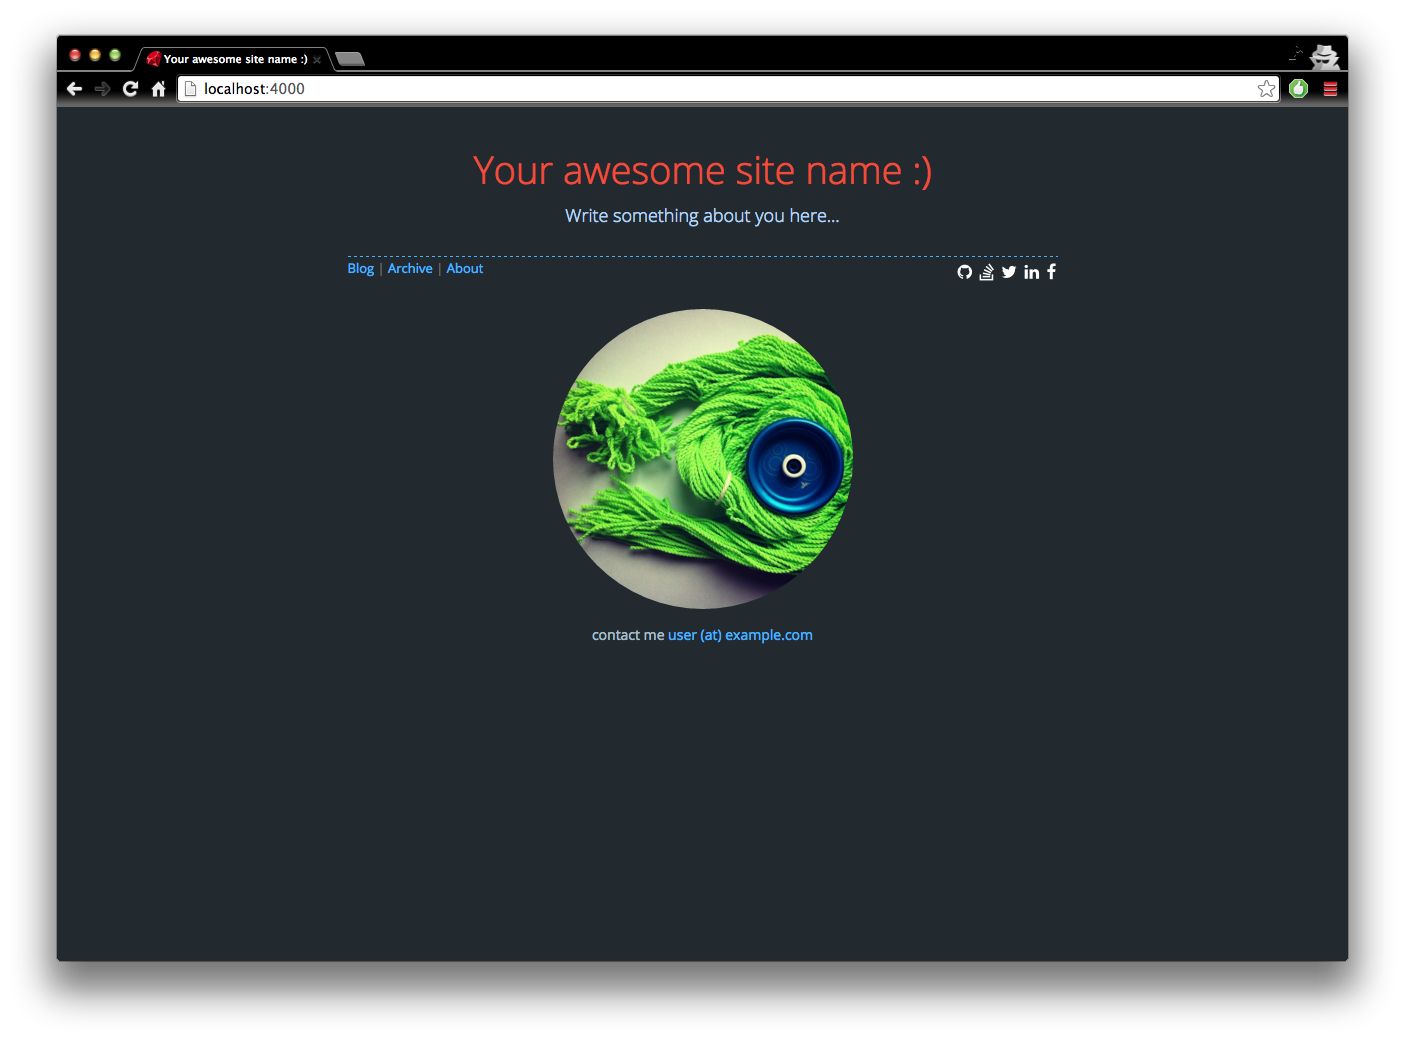 Your awesome site name :)
localhost:4000
Your awesome site name :)
Write something about you here...
Blog | Archive | About
contact me user (at) example.com